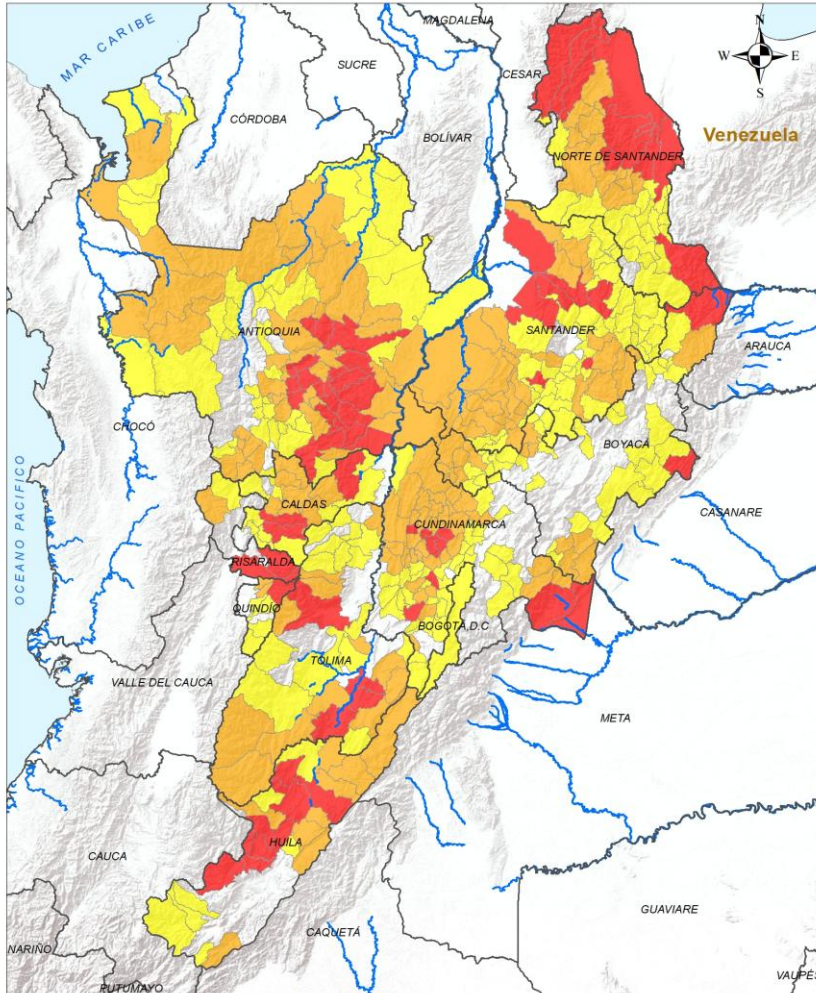 MAGDALENA
N
W E
S
MAR CARIBE
SUCRE
CESAR
CÓRDOBA
BOLÍVAR
Venezuela
NORTE DE SANTANDER
ANTIOQUIA
SANTANDER
ARAUCA
CHOCÓ
BOYACÁ
OCEANO PACIFICO
CALDAS
CUNDINAMARCA
CASANARE
RISARALDA
QUINDÍO
BOGOTÁ, D.C
TOLIMA
VALLE DEL CAUCA
META
HUILA
CAUCA
GUAVIARE
CAQUETÁ
NARIÑO
PUTUMAYO
VAUPÉS